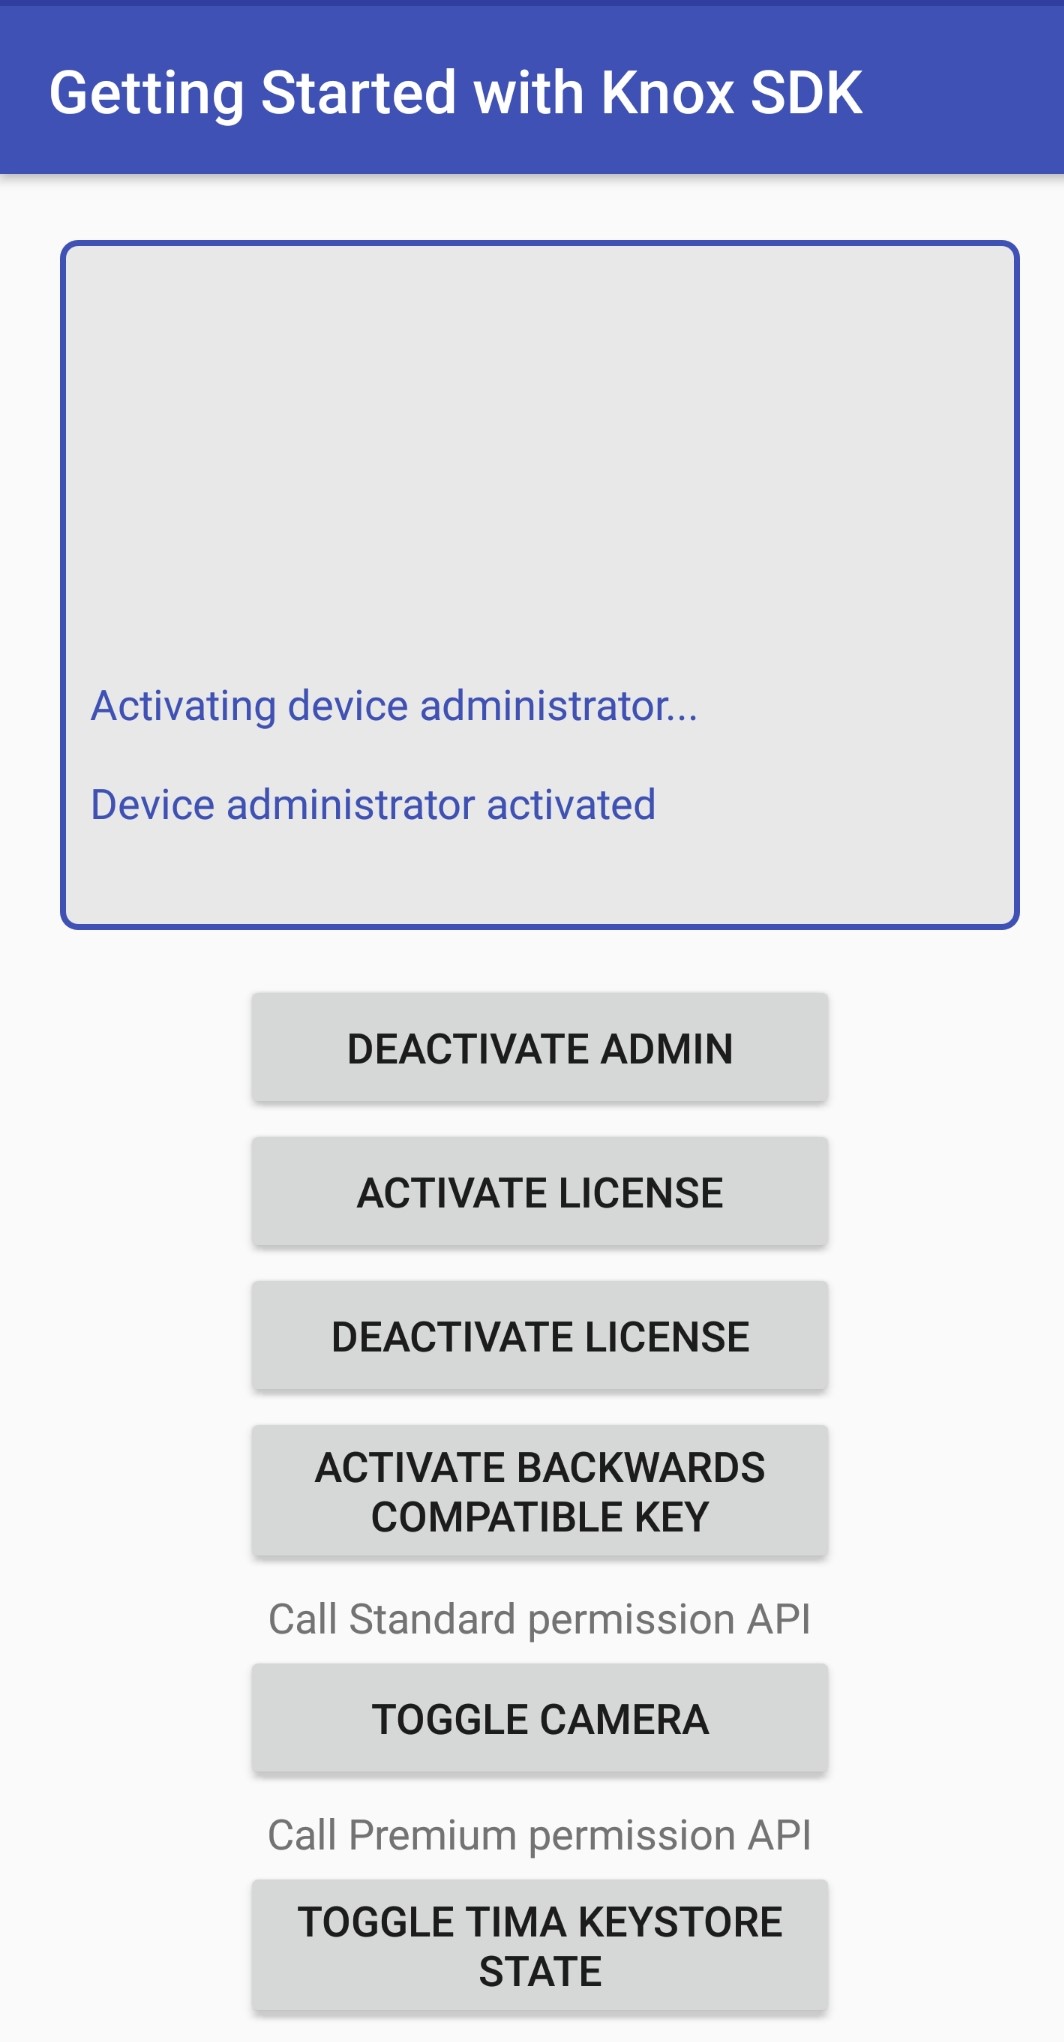 Getting Started with Knox SDK
Activating device administrator...
Device administrator activated
DEACTIVATE ADMIN
ACTIVATE LICENSE
DEACTIVATE LICENSE
ACTIVATE BACKWARDS
COMPATIBLE KEY
Call Standard permission API
TOGGLE CAMERA
Call Premium permission API
TOGGLE TIMA KEYSTORE
STATE